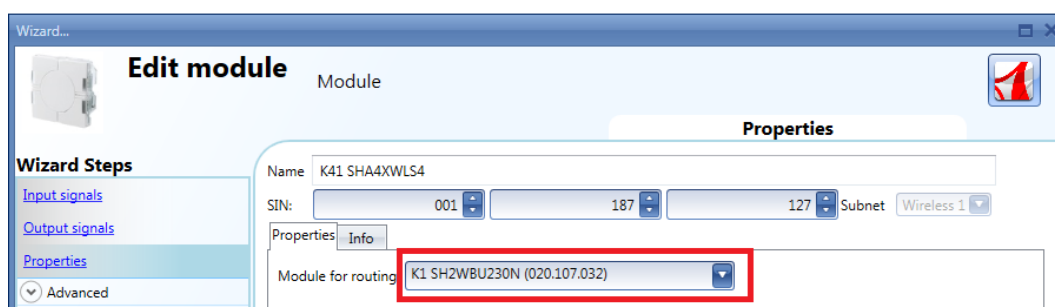 Wizard...
Edit module
Module
Properties
Wizard Steps
Input signals
Output signals
Properties
Advanced
Name K41 SHA4XWLS4
SIN: 001 187 127 Subnet Wireless 1
Properties Info
Module for routing K1 SH2WBU230N (020.107.032)